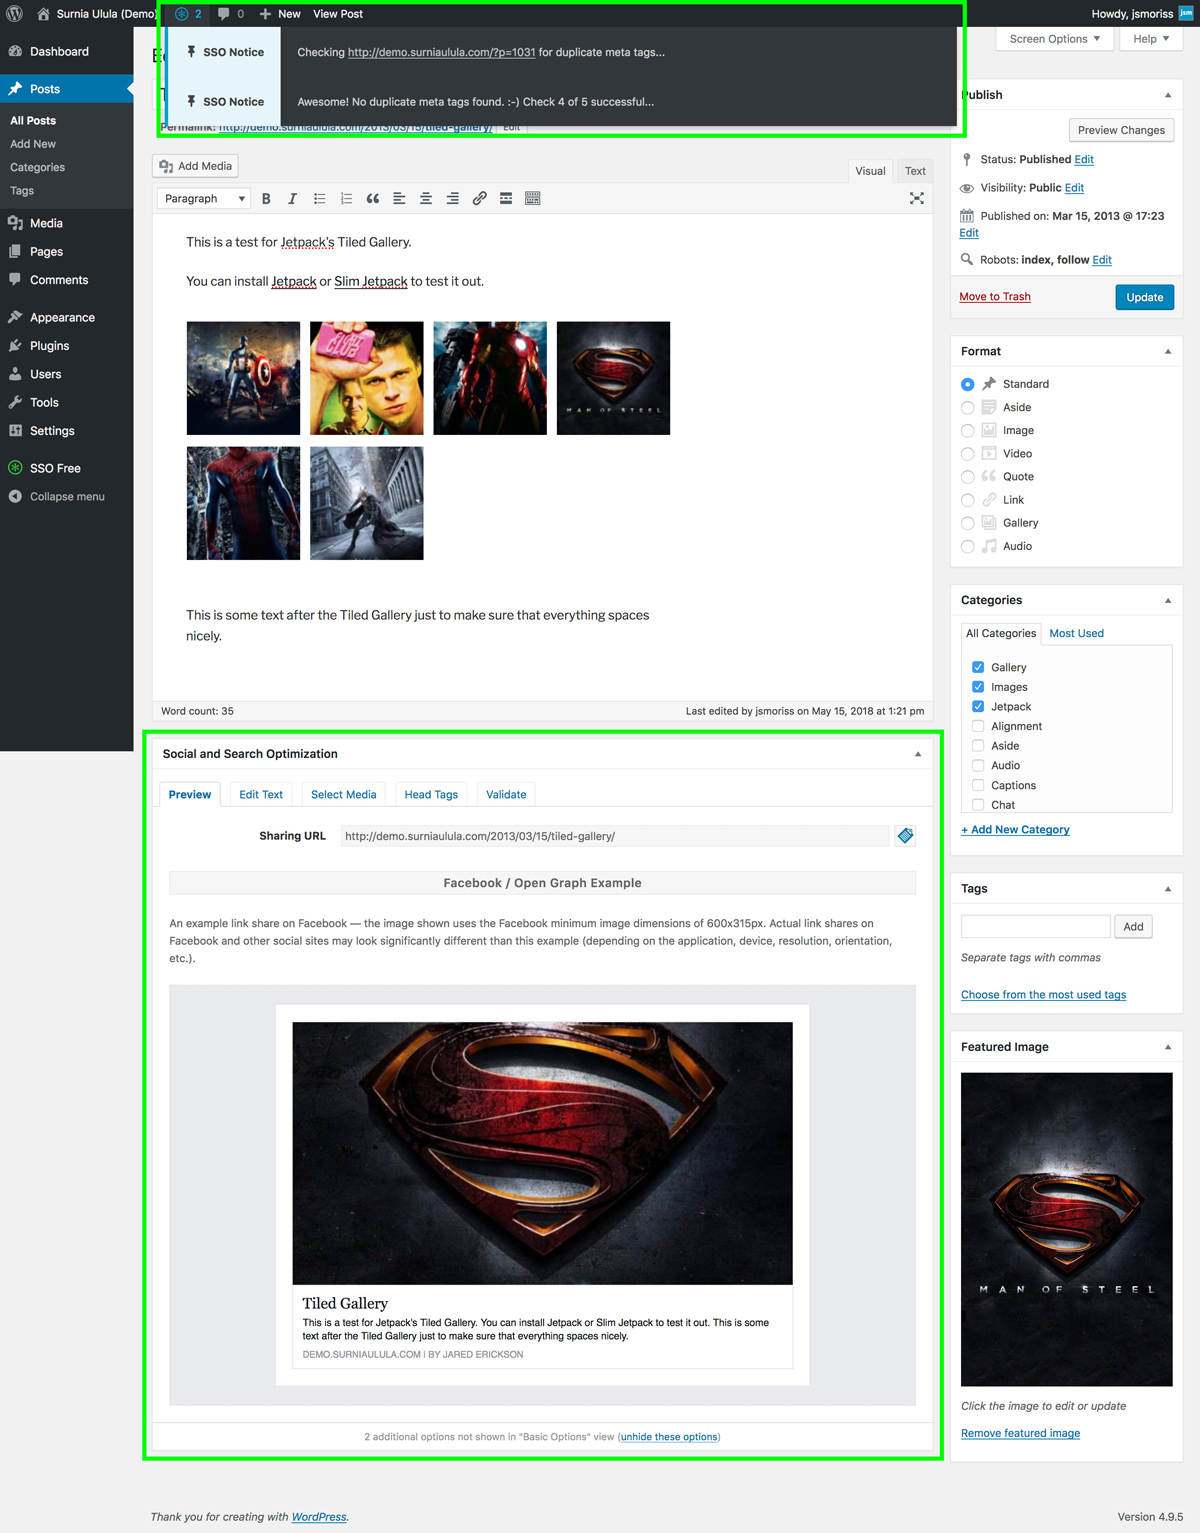 Surnia Ulula (Demo)
2
0
New
View Post
Howdy, jsmoriss
jsm
SSO Notice
Checking http://demo.surniaulula.com/?p=1031 for duplicate meta tags...
SSO Notice
Awesome! No duplicate meta tags found. :-) Check 4 of 5 successful...
Screen Options
Help
Permalink: http://demo.surniaulula.com/2013/03/15/tiled-gallery/ Edit
Dashboard
Posts
All Posts
Add New
Categories
Tags
Media
Pages
Comments
Appearance
Plugins
Users
Tools
Settings
SSO Free
Collapse menu
Add Media
Visual
Text
Paragraph
B
I
This is a test for Jetpack's Tiled Gallery.
You can install Jetpack or Slim Jetpack to test it out.
FIGHT
CLUB
MAN OF STEEL
This is some text after the Tiled Gallery just to make sure that everything spaces
nicely.
Word count: 35
Last edited by jsmoriss on May 15, 2018 at 1:21 pm
Social and Search Optimization
Preview
Edit Text
Select Media
Head Tags
Validate
Sharing URL
http://demo.surniaulula.com/2013/03/15/tiled-gallery/
Facebook / Open Graph Example
An example link share on Facebook — the image shown uses the Facebook minimum image dimensions of 600x315px. Actual link shares on
Facebook and other social sites may look significantly different than this example (depending on the application, device, resolution, orientation,
etc.).
Tiled Gallery
This is a test for Jetpack's Tiled Gallery. You can install Jetpack or Slim Jetpack to test it out. This is some
text after the Tiled Gallery just to make sure that everything spaces nicely.
DEMO.SURNIAULULA.COM | BY JARED ERICKSON
2 additional options not shown in "Basic Options" view (unhide these options)
Publish
Preview Changes
Status: Published Edit
Visibility: Public Edit
Published on: Mar 15, 2013 @ 17:23
Edit
Robots: index, follow Edit
Move to Trash
Update
Format
Standard
Aside
Image
Video
Quote
Link
Gallery
Audio
Categories
All Categories
Most Used
Gallery
Images
Jetpack
Alignment
Aside
Audio
Captions
Chat
+ Add New Category
Tags
Add
Separate tags with commas
Choose from the most used tags
Featured Image
MAN OF STEEL
Click the image to edit or update
Remove featured image
Thank you for creating with WordPress.
Version 4.9.5